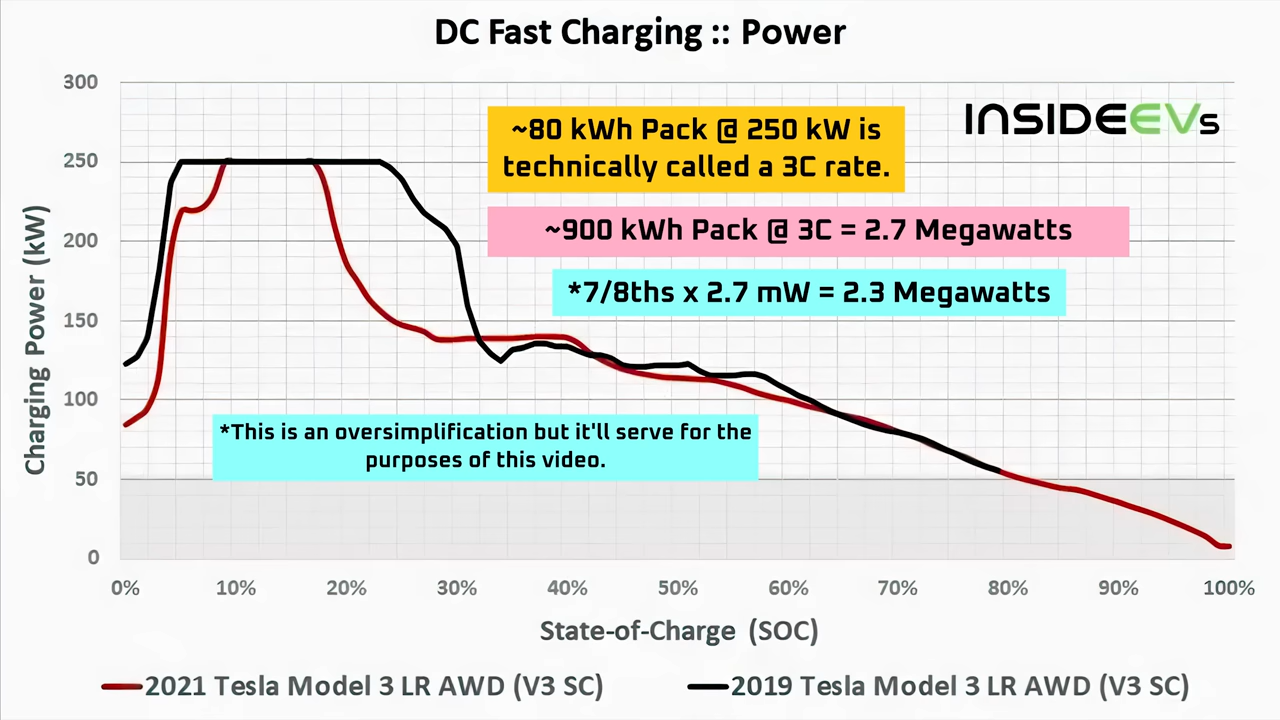 DC Fast Charging :: Power
INSIDEEVs
~80 kWh Pack @ 250 kW is
technically called a 3C rate.
~900 kWh Pack @ 3C = 2.7 Megawatts
*7/8ths x 2.7 mW = 2.3 Megawatts
*This is an oversimplification but it'll serve for the
purposes of this video.
Charging Power (kW)
300
250
200
150
100
50
0
0% 10% 20% 30% 40% 50% 60% 70% 80% 90% 100%
State-of-Charge (SOC)
2021 Tesla Model 3 LR AWD (V3 SC) 2019 Tesla Model 3 LR AWD (V3 SC)